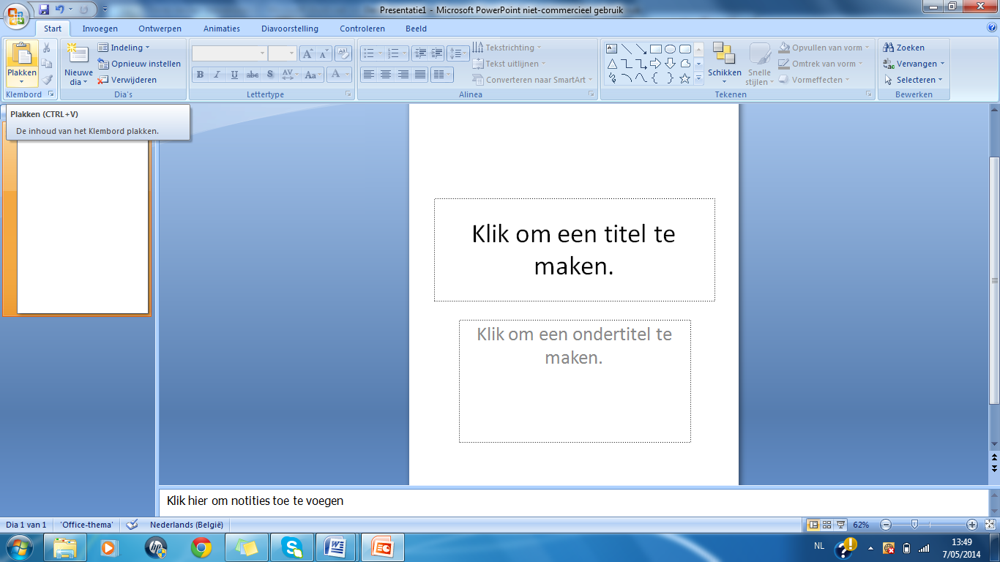 Presentatie1 - Microsoft PowerPoint niet-commercieel gebruik
Start Invoegen Ontwerpen Animaties Diavoorstelling Controleren Beeld
Plakken
Klembord
Nieuwe dia
Indeling
Opnieuw instellen
Verwijderen
Dia's
B I U abc S AV Aa A
Lettertype
Tekstrichting
Tekst uitlijnen
Converteren naar SmartArt
Alinea
Schikken
Snelle stijlen
Opvullen van vorm
Omtrek van vorm
Vormeffecten
Tekenen
Zoeken
Vervangen
Selecteren
Bewerken
Plakken (CTRL+V)
De inhoud van het Klembord plakken.
Klik om een titel te
maken.
Klik om een ondertitel te
maken.
Klik hier om notities toe te voegen
Dia 1 van 1 'Office-thema' Nederlands (België) 62%
NL 13:49
7/05/2014